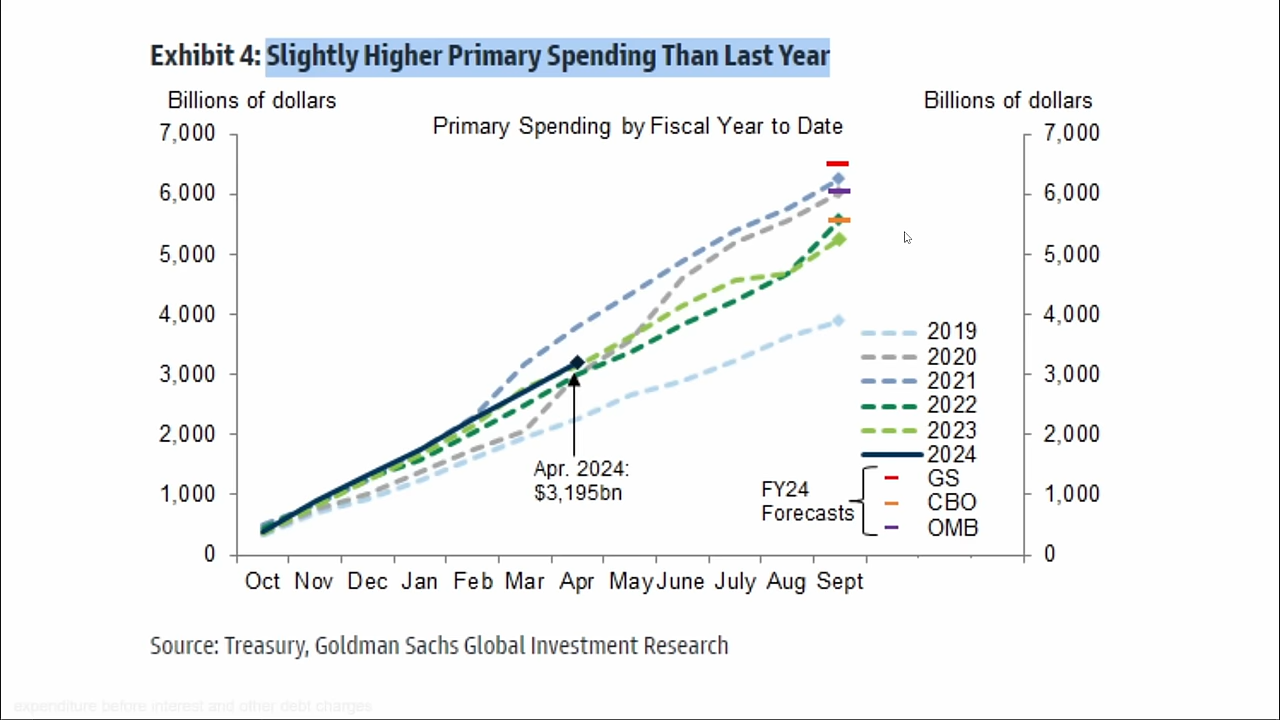 Exhibit 4: Slightly Higher Primary Spending Than Last Year
Billions of dollars
Billions of dollars
Primary Spending by Fiscal Year to Date
7,000
6,000
5,000
4,000
3,000
2,000
1,000
0
7,000
6,000
5,000
4,000
3,000
2,000
1,000
0
2019
2020
2021
2022
2023
2024
FY24
Forecasts
GS
CBO
OMB
Apr. 2024:
$3,195bn
Oct Nov Dec Jan Feb Mar Apr May June July Aug Sept
Source: Treasury, Goldman Sachs Global Investment Research
expenditure before interest and other debt charges